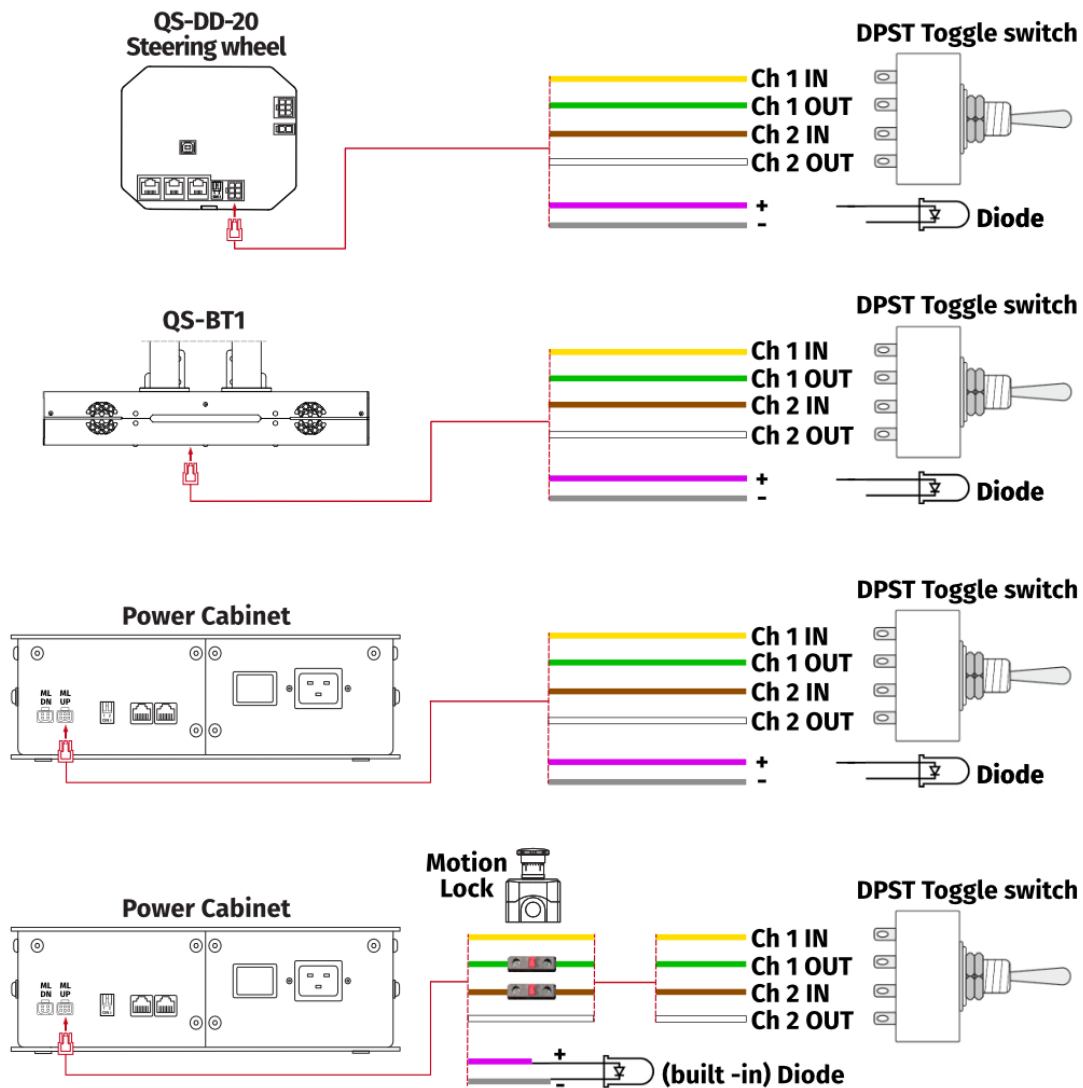 QS-DD-20
Steering wheel
DPST Toggle switch
Ch 1 IN
Ch 1 OUT
Ch 2 IN
Ch 2 OUT
+
-
Diode
QS-BT1
DPST Toggle switch
Ch 1 IN
Ch 1 OUT
Ch 2 IN
Ch 2 OUT
+
-
Diode
Power Cabinet
DPST Toggle switch
ML DN
ML UP
Ch 1 IN
Ch 1 OUT
Ch 2 IN
Ch 2 OUT
+
-
Diode
Motion
Lock
Power Cabinet
DPST Toggle switch
ML DN
ML UP
Ch 1 IN
Ch 1 OUT
Ch 2 IN
Ch 2 OUT
+
-
(built -in) Diode